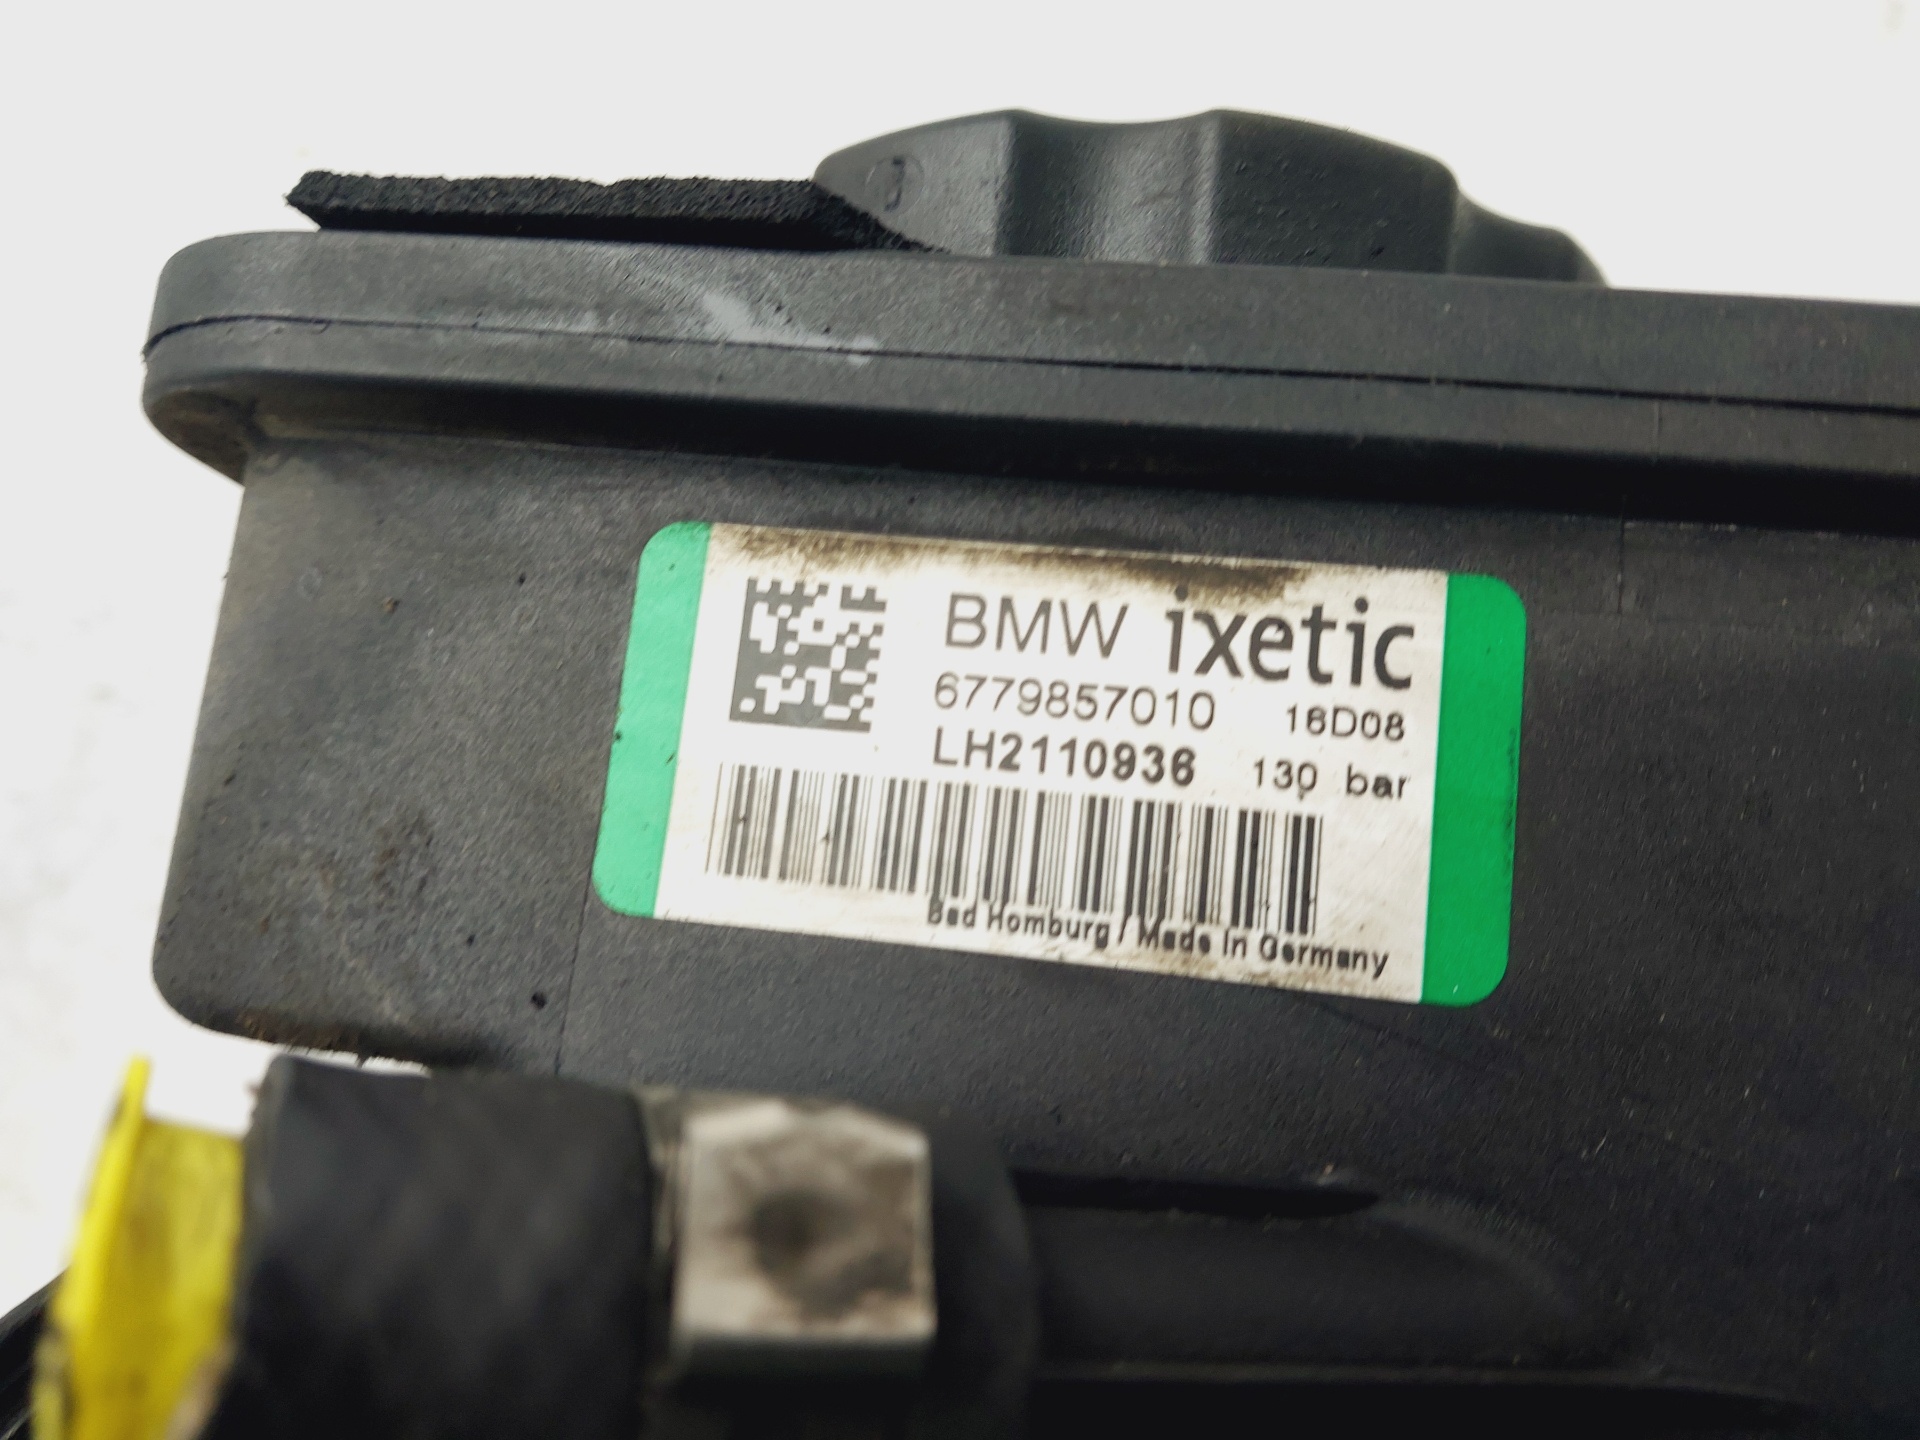 BMW ixetic
6779857010 16D08
LH2110936 130 bar
Bad Homburg / Made In Germany